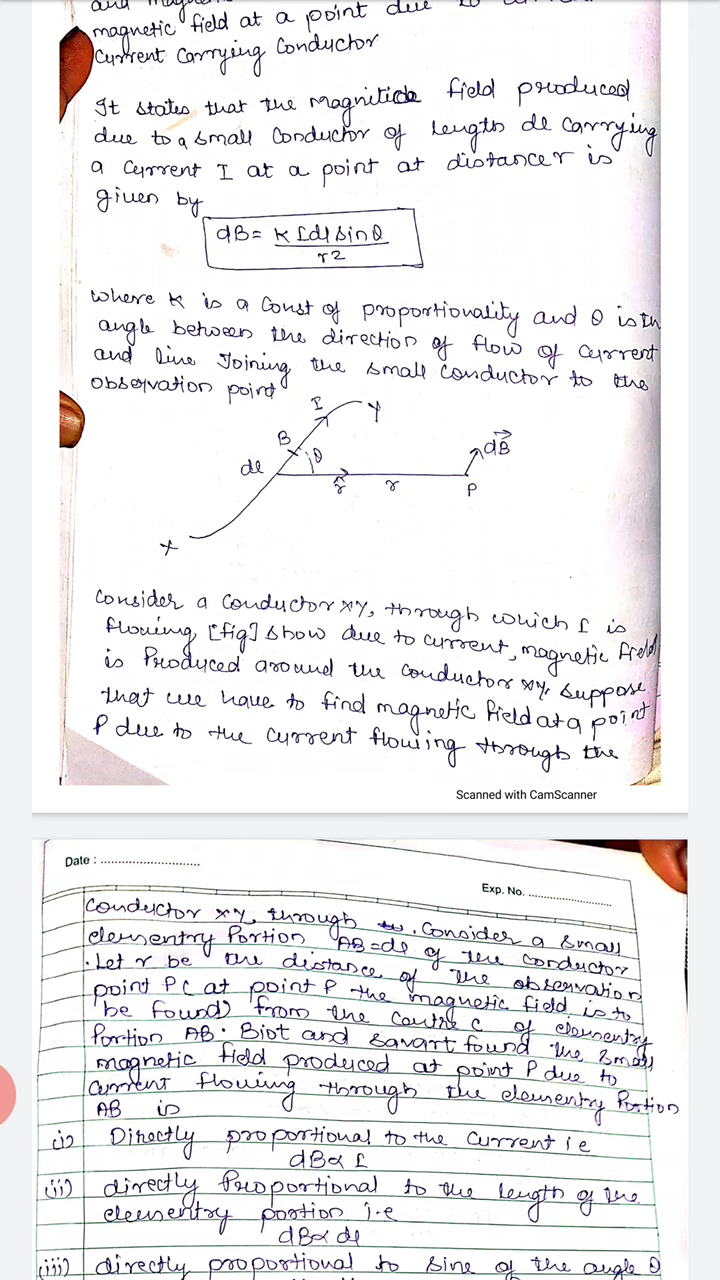 and
magnetic field at a point due to
Current Carrying Conductor
It states that the magnitide field produced
due to a small Conductor of length dl carrying
a current I at a point at distance r is
given by
dB = K Idl sinθ
r2
where K is a Const of proportionality and θ is th
angle between the direction of flow of current
and line Joining the small conductor to the
observation point
I
Y
B
θ
dl
dB
r̂
r
P
X
Consider a Conductor XY, through which I is
flowing [fig] show due to current, magnetic field
is Produced around the conductor XY. Suppose
that we have to find magnetic field at a point
P due to the current flowing through the
Scanned with CamScanner
Date : ............................
Exp. No. ............................
Conductor XY, through . Consider a small
elementry Portion AB = dl of the conductor
. Let r be the distance of the observation
point P ( at point P the magnetic field is to
be found) from the centre C of elementry
Portion AB. Biot and Savart found the small
magnetic field produced at point P due to
Current flowing through the elementry Portion
AB is
(i) Directly proportional to the current i e
dB ∝ I
(ii) directly Proportional to the length of the
eleementry portion i.e
dB ∝ dl
(iii) directly proportional to sine of the angle θ